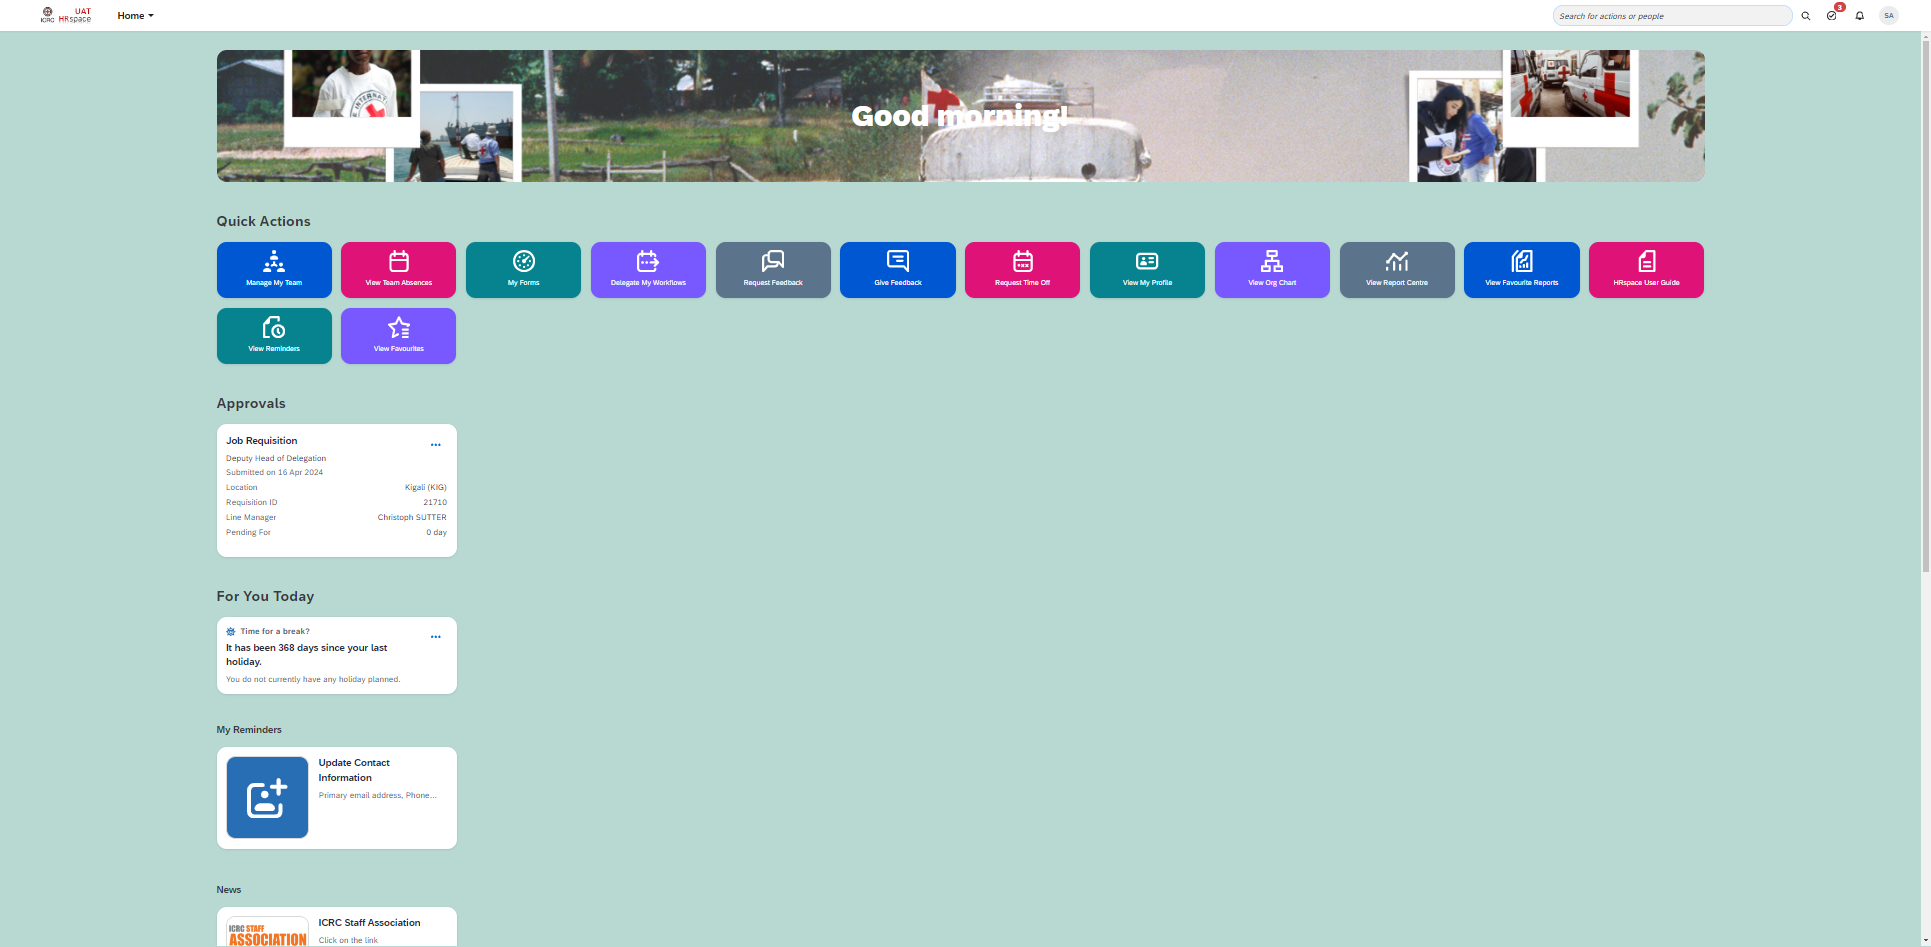 ICRC
UAT
HRspace
Home
Search for actions or people
3
SA
Good morning!
Quick Actions
Manage My Team
View Team Absences
My Forms
Delegate My Workflows
Request Feedback
Give Feedback
Request Time Off
View My Profile
View Org Chart
View Report Centre
View Favourite Reports
HRspace User Guide
View Reminders
View Favourites
Approvals
Job Requisition
Deputy Head of Delegation
Submitted on 16 Apr 2024
Location Kigali (KIG)
Requisition ID 21710
Line Manager Christoph SUTTER
Pending For 0 day
For You Today
Time for a break?
It has been 368 days since your last
holiday.
You do not currently have any holiday planned.
My Reminders
Update Contact
Information
Primary email address, Phone...
News
ICRC STAFF
ASSOCIATION
ICRC Staff Association
Click on the link